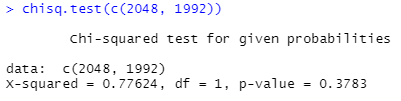 > chisq.test(c(2048, 1992))
Chi-squared test for given probabilities
data:  c(2048, 1992)
X-squared = 0.77624, df = 1, p-value = 0.3783